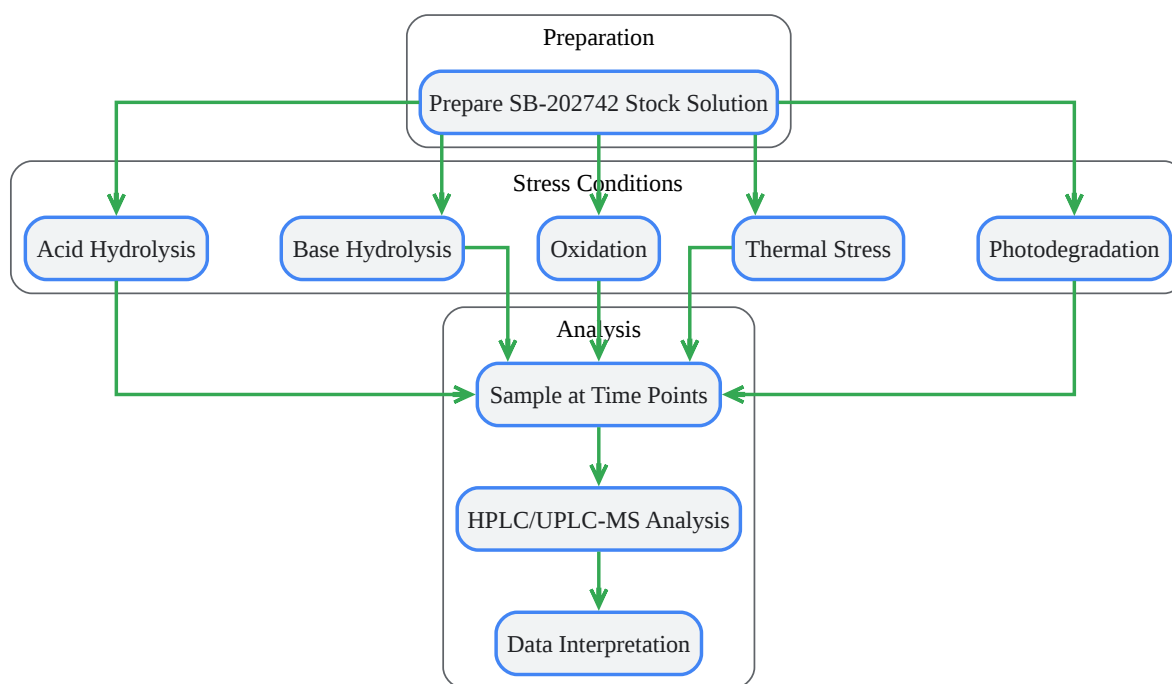 Preparation
Prepare SB-202742 Stock Solution
Stress Conditions
Acid Hydrolysis
Base Hydrolysis
Oxidation
Thermal Stress
Photodegradation
Analysis
Sample at Time Points
HPLC/UPLC-MS Analysis
Data Interpretation